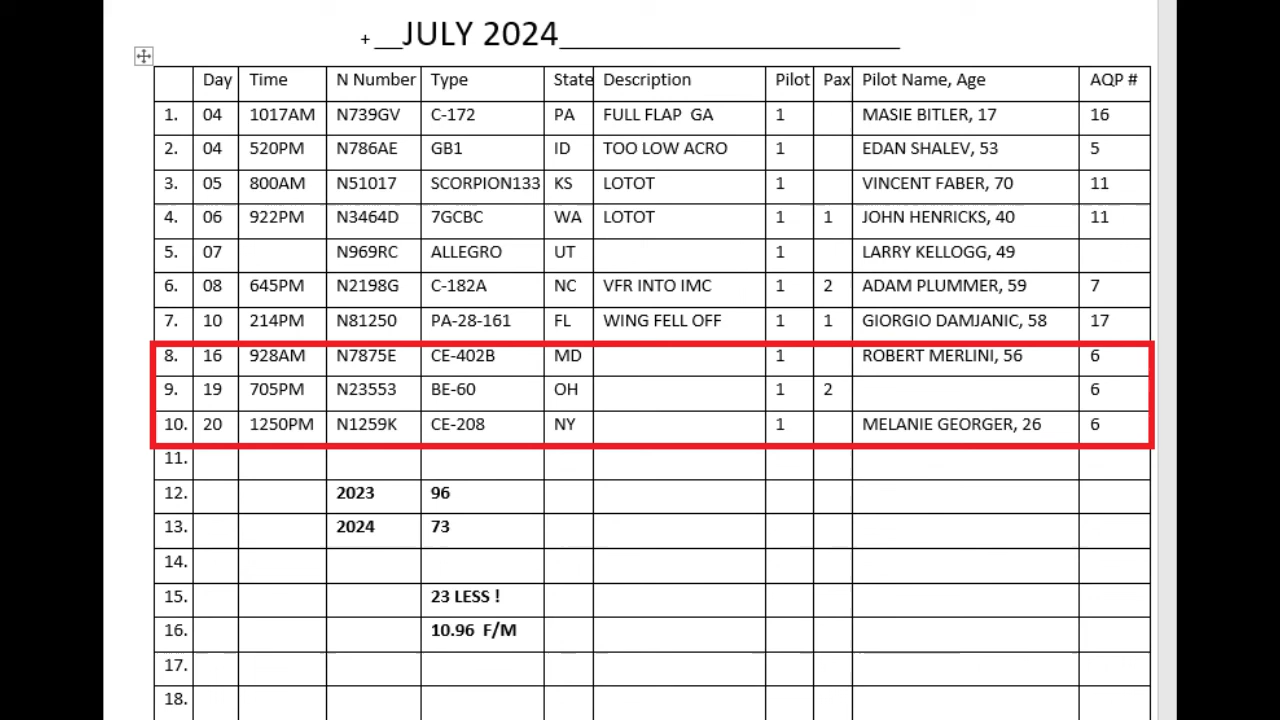 + __JULY 2024____________________
Day Time N Number Type State Description Pilot Pax Pilot Name, Age AQP #
1. 04 1017AM N739GV C-172 PA FULL FLAP GA 1 MASIE BITLER, 17 16
2. 04 520PM N786AE GB1 ID TOO LOW ACRO 1 EDAN SHALEV, 53 5
3. 05 800AM N51017 SCORPION133 KS LOTOT 1 VINCENT FABER, 70 11
4. 06 922PM N3464D 7GCBC WA LOTOT 1 1 JOHN HENRICKS, 40 11
5. 07 N969RC ALLEGRO UT 1 LARRY KELLOGG, 49
6. 08 645PM N2198G C-182A NC VFR INTO IMC 1 2 ADAM PLUMMER, 59 7
7. 10 214PM N81250 PA-28-161 FL WING FELL OFF 1 1 GIORGIO DAMJANIC, 58 17
8. 16 928AM N7875E CE-402B MD 1 ROBERT MERLINI, 56 6
9. 19 705PM N23553 BE-60 OH 1 2 6
10. 20 1250PM N1259K CE-208 NY 1 MELANIE GEORGER, 26 6
11.
12. 2023 96
13. 2024 73
14.
15. 23 LESS !
16. 10.96 F/M
17.
18.